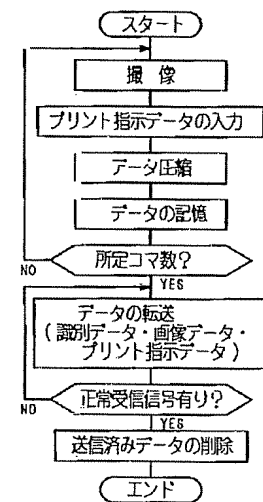 スタート
撮像
プリント指示データの入力
データ圧縮
データの記憶
所定コマ数?
NO
YES
データの転送
(識別データ・画像データ・
プリント指示データ)
正常受信信号有り?
NO
YES
送信済みデータの削除
エンド